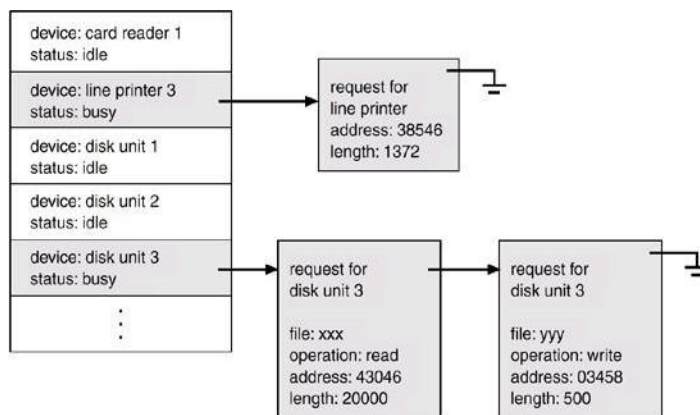 device: card reader 1
status: idle
device: line printer 3
status: busy
device: disk unit 1
status: idle
device: disk unit 2
status: idle
device: disk unit 3
status: busy
request for
line printer
address: 38546
length: 1372
request for
disk unit 3
file: xxx
operation: read
address: 43046
length: 20000
request for
disk unit 3
file: yyy
operation: write
address: 03458
length: 500